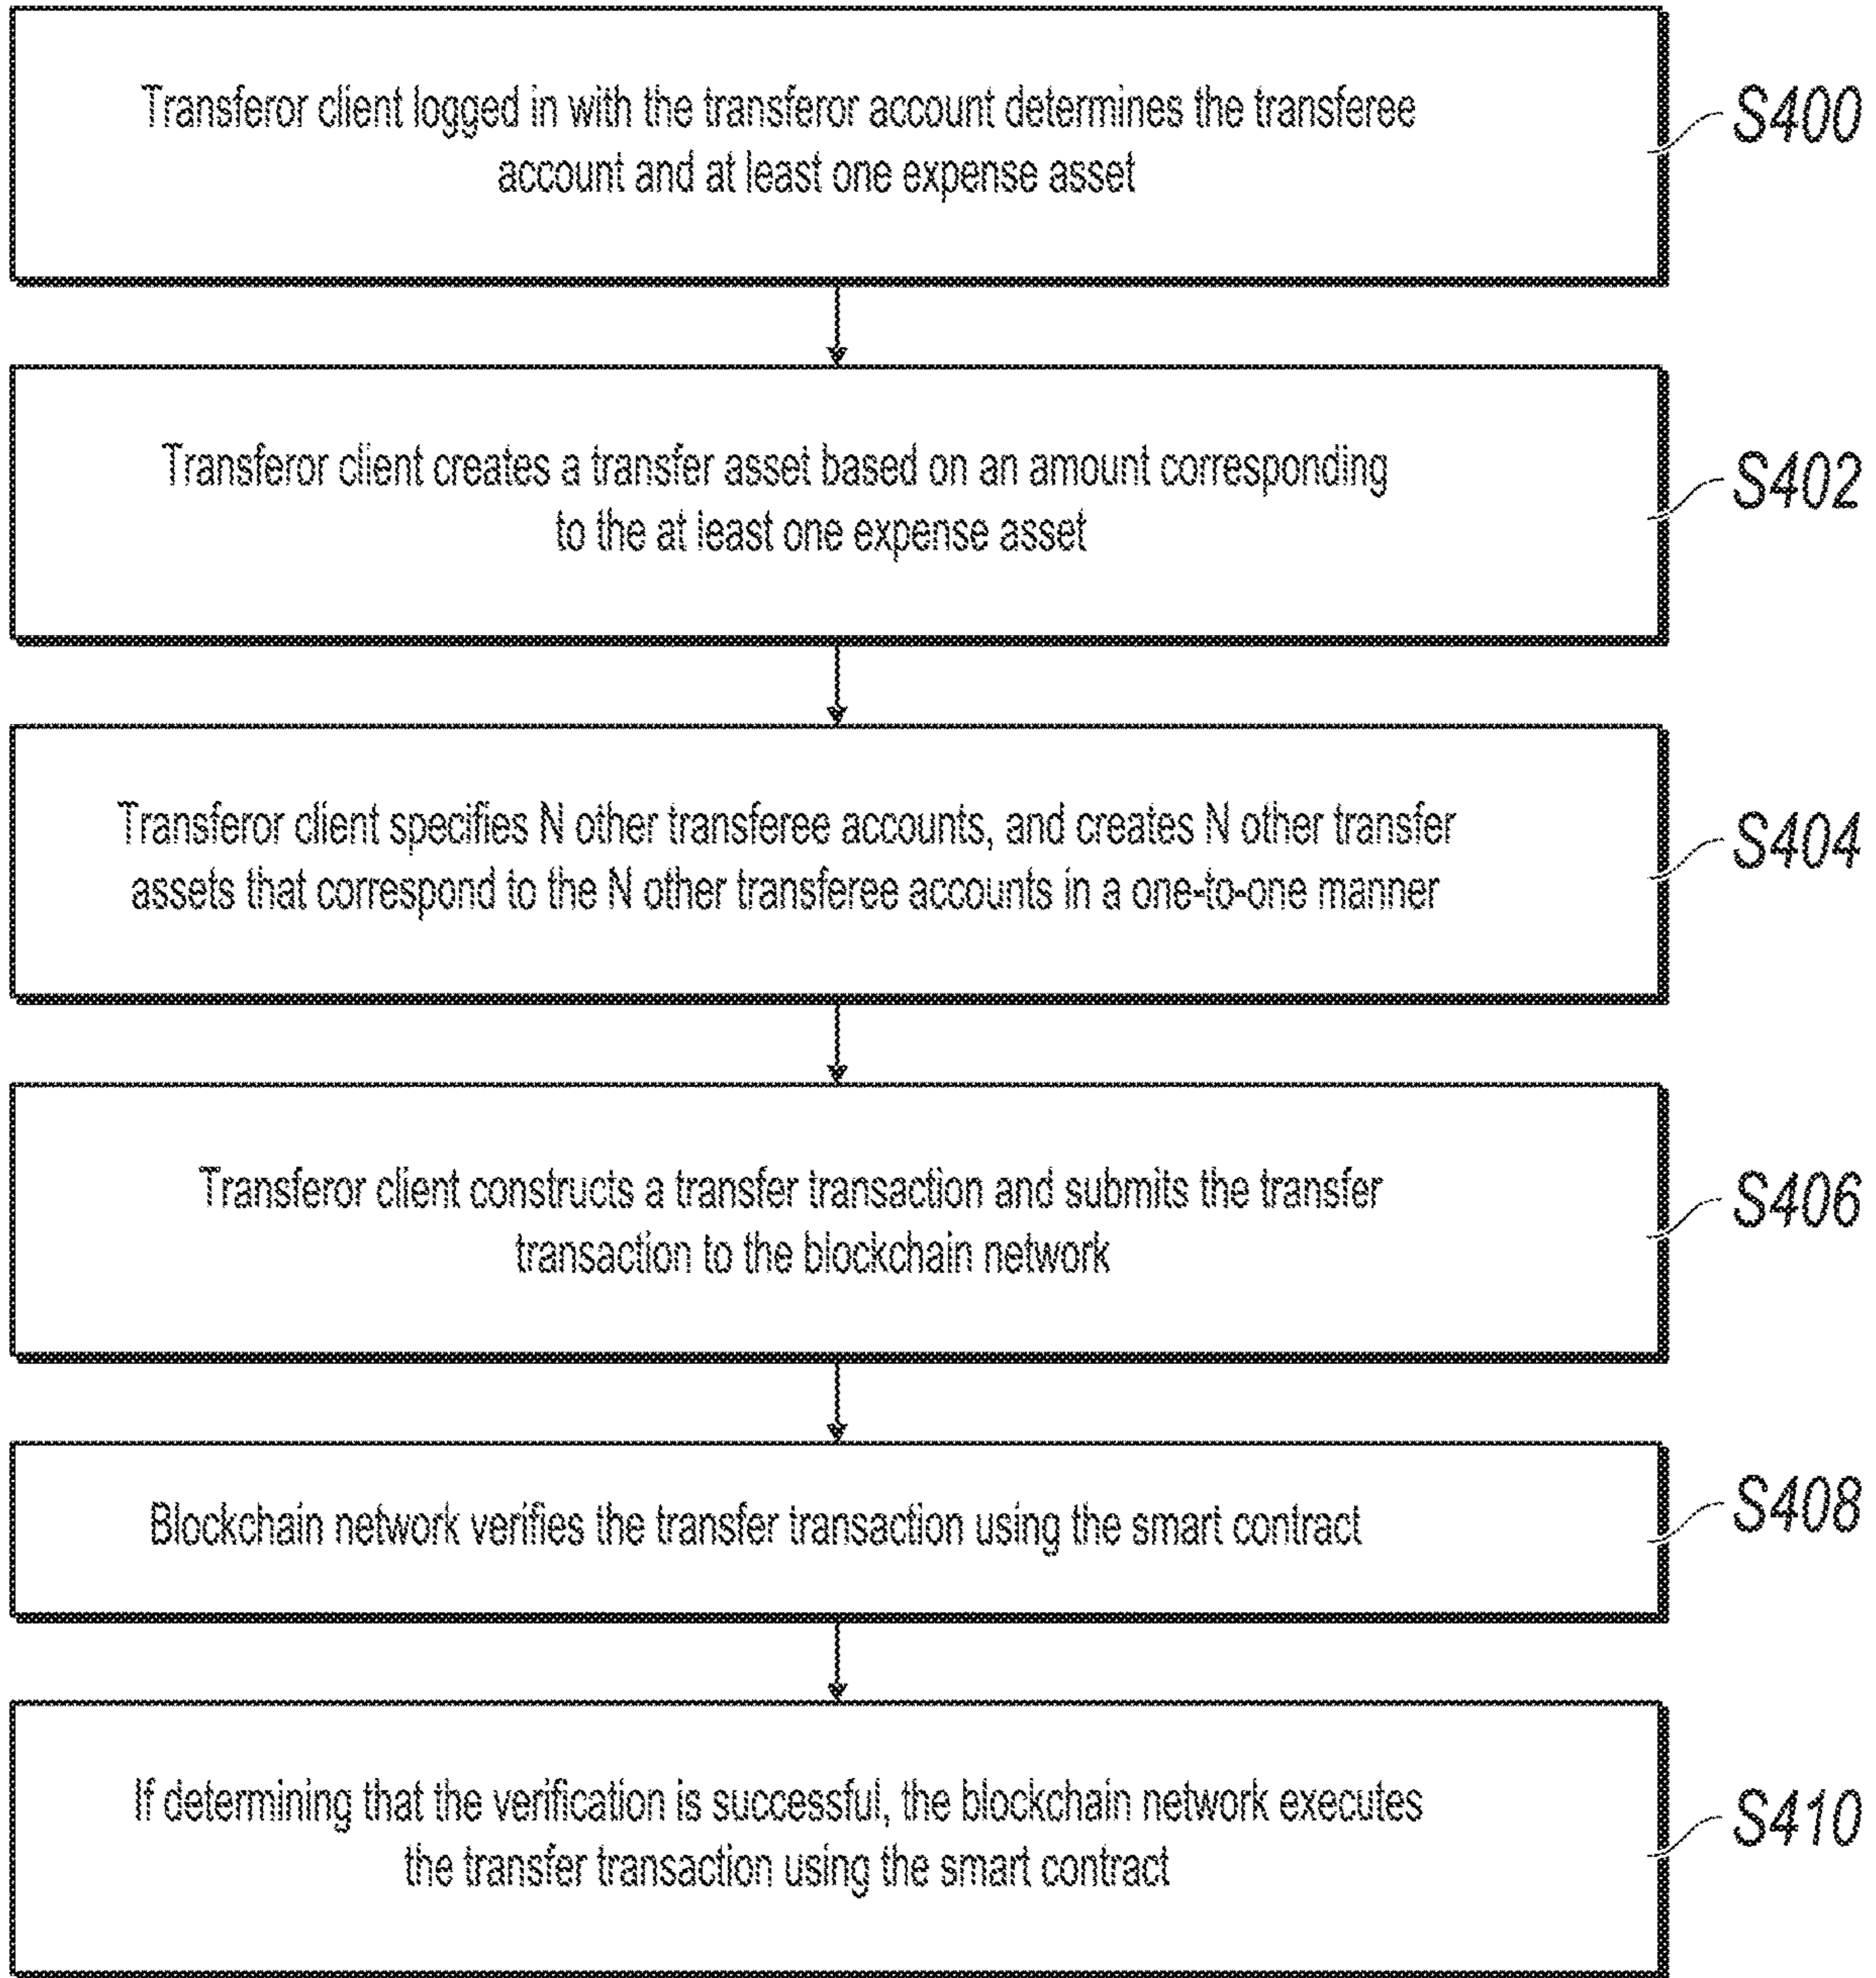 Transferor client logged in with the transferor account determines the transferee
account and at least one expense asset
S400
Transferor client creates a transfer asset based on an amount corresponding
to the at least one expense asset
S402
Transferor client specifies N other transferee accounts, and creates N other transfer
assets that correspond to the N other transferee accounts in a one-to-one manner
S404
Transferor client constructs a transfer transaction and submits the transfer
transaction to the blockchain network
S406
Blockchain network verifies the transfer transaction using the smart contract
S408
If determining that the verification is successful, the blockchain network executes
the transfer transaction using the smart contract
S410